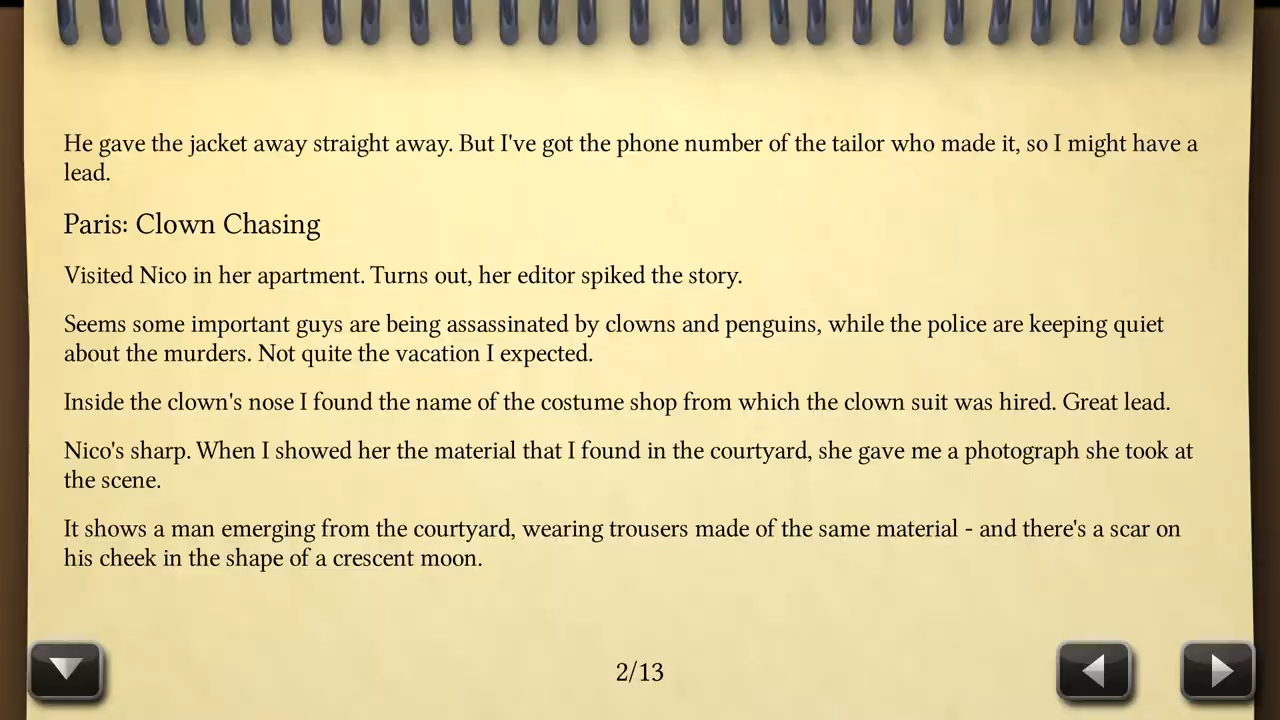 He gave the jacket away straight away. But I've got the phone number of the tailor who made it, so I might have a
lead.
Paris: Clown Chasing
Visited Nico in her apartment. Turns out, her editor spiked the story.
Seems some important guys are being assassinated by clowns and penguins, while the police are keeping quiet
about the murders. Not quite the vacation I expected.
Inside the clown's nose I found the name of the costume shop from which the clown suit was hired. Great lead.
Nico's sharp. When I showed her the material that I found in the courtyard, she gave me a photograph she took at
the scene.
It shows a man emerging from the courtyard, wearing trousers made of the same material - and there's a scar on
his cheek in the shape of a crescent moon.
2/13